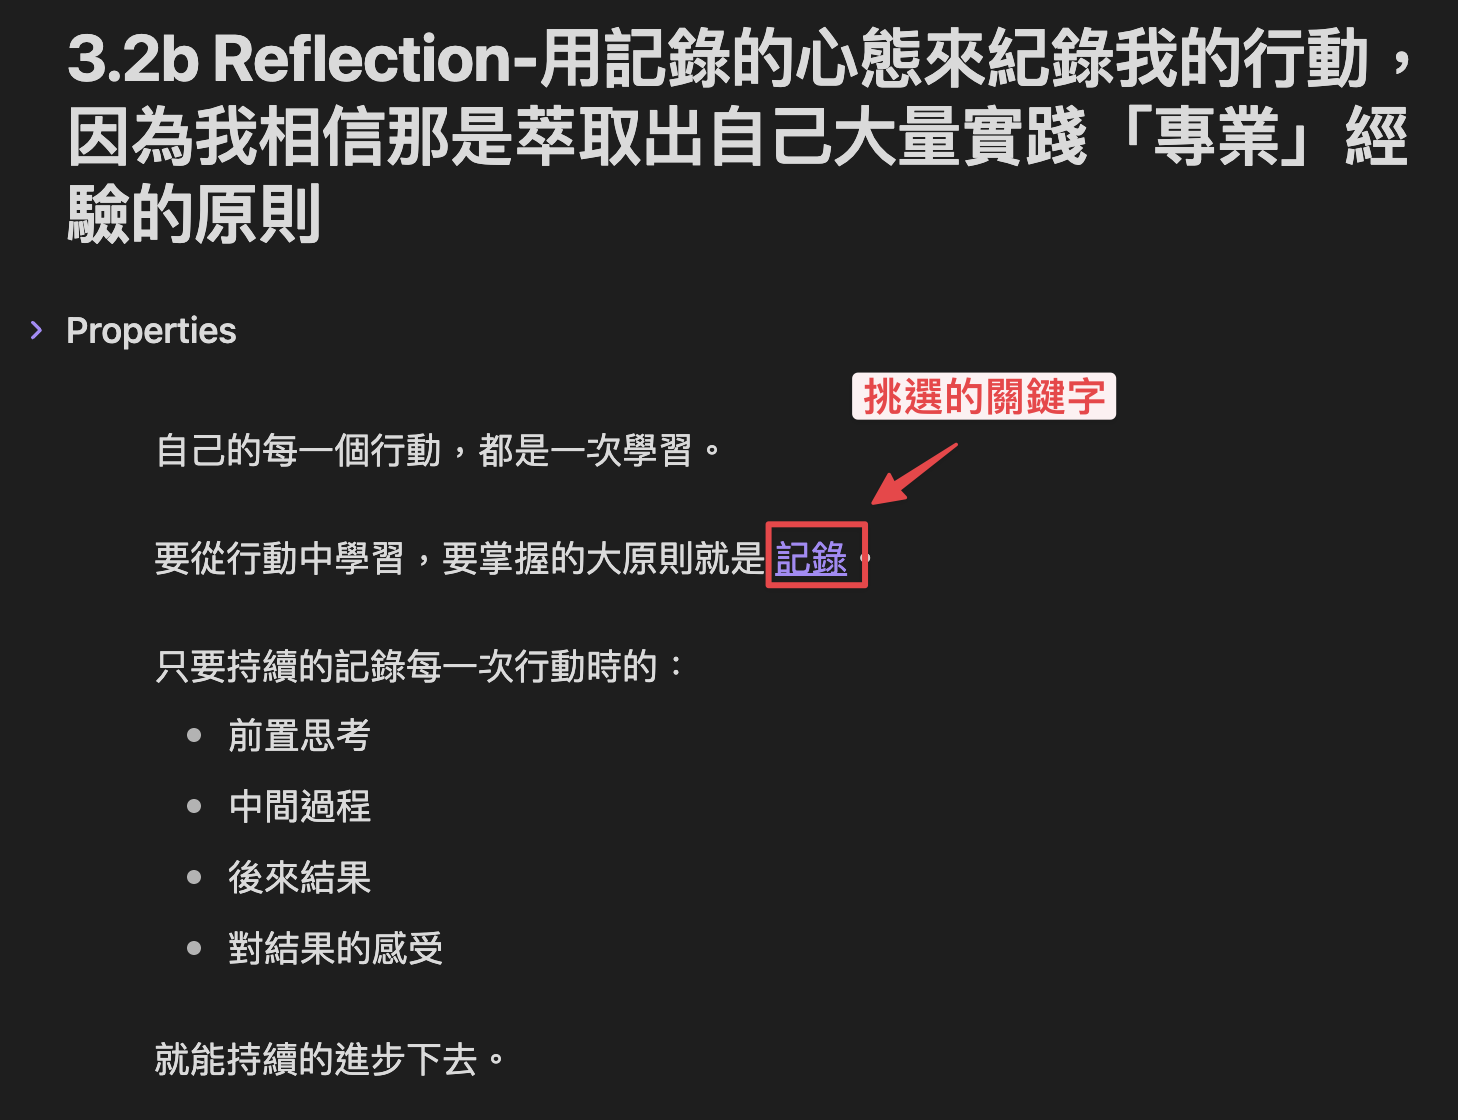 3.2b Reflection-用記錄的心態來紀錄我的行動，
因為我相信那是萃取出自己大量實踐「專業」經
驗的原則
Properties
挑選的關鍵字
自己的每一個行動，都是一次學習。
要從行動中學習，要掌握的大原則就是 記錄。
只要持續的記錄每一次行動時的：
• 前置思考
• 中間過程
• 後來結果
• 對結果的感受
就能持續的進步下去。